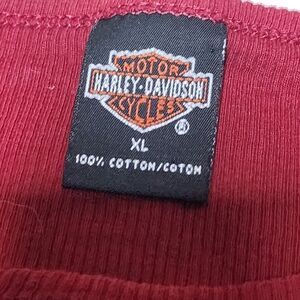 MOTOR
HARLEY-DAVIDSON
CYCLES
®
XL
100% COTTON/COTON